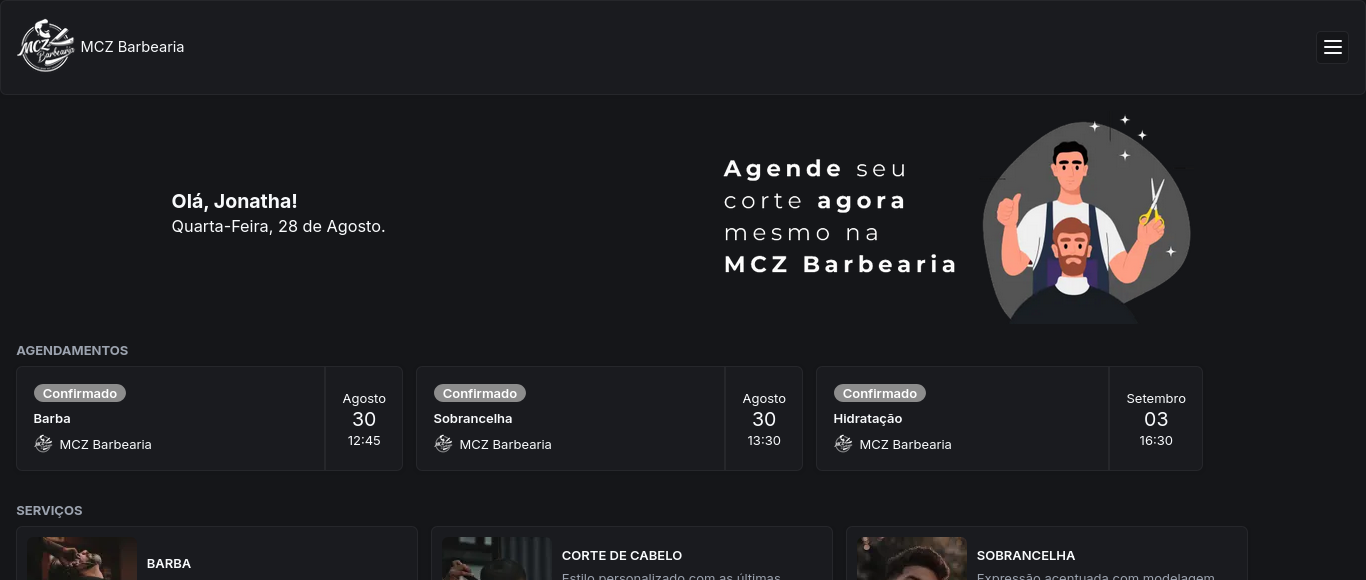 MCZ Barbearia
MCZ Barbearia
Olá, Jonatha!
Quarta-Feira, 28 de Agosto.
Agende seu
corte agora
mesmo na
MCZ Barbearia
AGENDAMENTOS
Confirmado
Barba
MCZ Barbearia
Agosto
30
12:45
Confirmado
Sobrancelha
MCZ Barbearia
Agosto
30
13:30
Confirmado
Hidratação
MCZ Barbearia
Setembro
03
16:30
SERVIÇOS
BARBA
CORTE DE CABELO
Estilo personalizado com as últimas
SOBRANCELHA
Expressão acentuada com modelagem